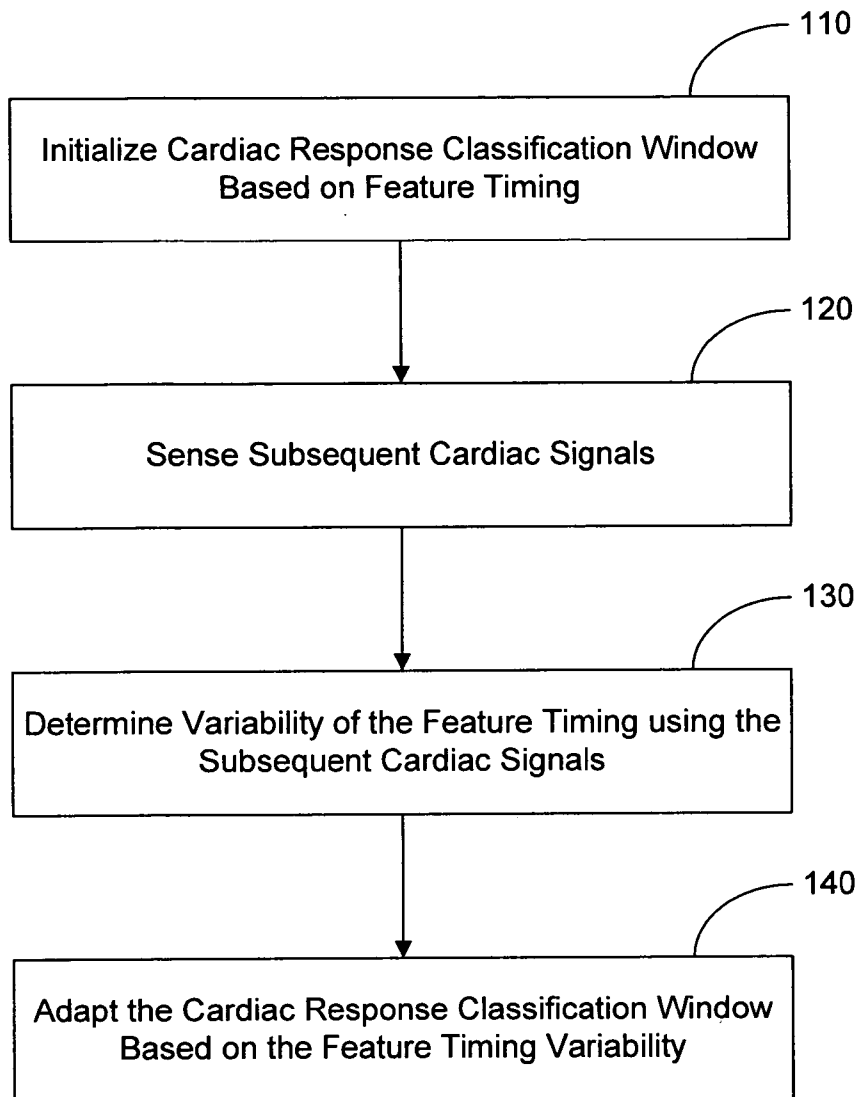 110
Initialize Cardiac Response Classification Window
Based on Feature Timing
120
Sense Subsequent Cardiac Signals
130
Determine Variability of the Feature Timing using the
Subsequent Cardiac Signals
140
Adapt the Cardiac Response Classification Window
Based on the Feature Timing Variability